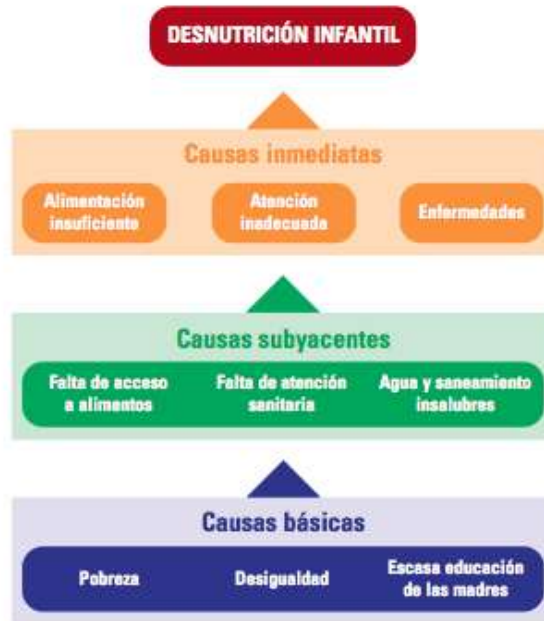 DESNUTRICIÓN INFANTIL
Causas inmediatas
Alimentación
insuficiente
Atención
inadecuada
Enfermedades
Causas subyacentes
Falta de acceso
a alimentos
Falta de atención
sanitaria
Agua y saneamiento
insalubres
Causas básicas
Pobreza
Desigualdad
Escasa educación
de las madres